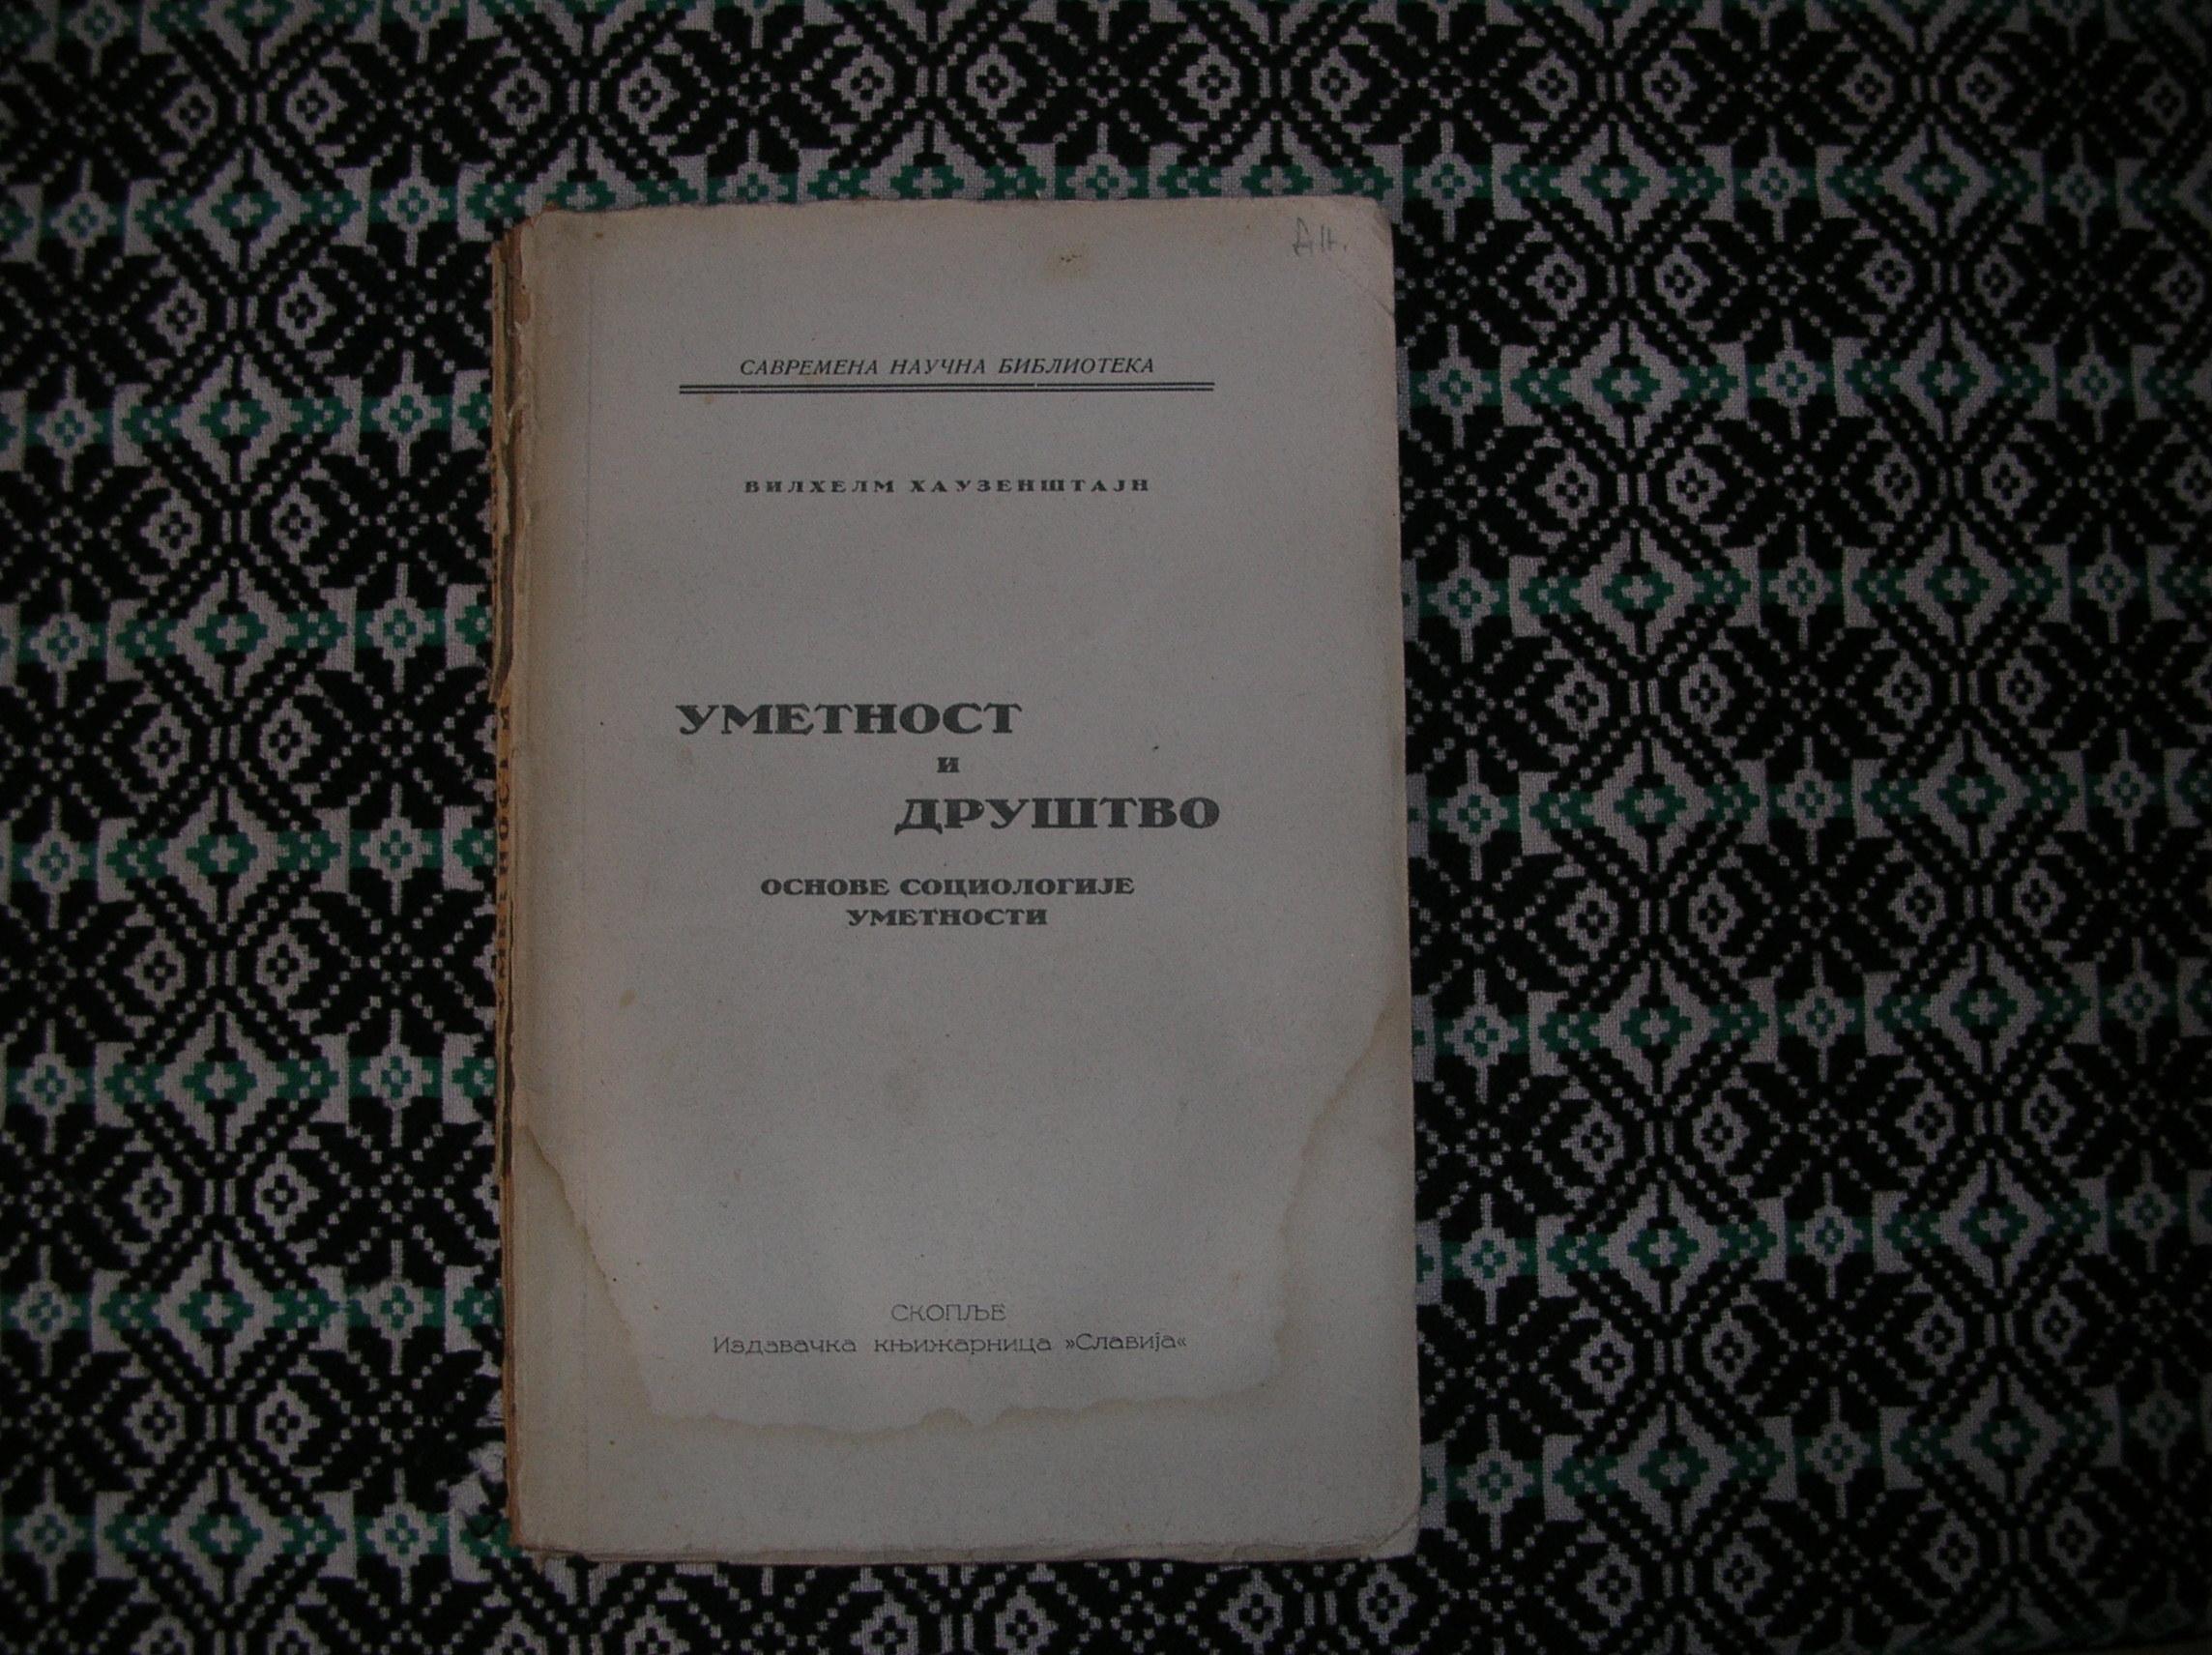 САВРЕМЕНА НАУЧНА БИБЛИОТЕКА
ВИЛХЕЛМ ХАУЗЕНШТАЈН
УМЕТНОСТ
И
ДРУШТВО
ОСНОВЕ СОЦИОЛОГИЈЕ
УМЕТНОСТИ
СКОПЉЕ
Издавачка књижарница »Славија«